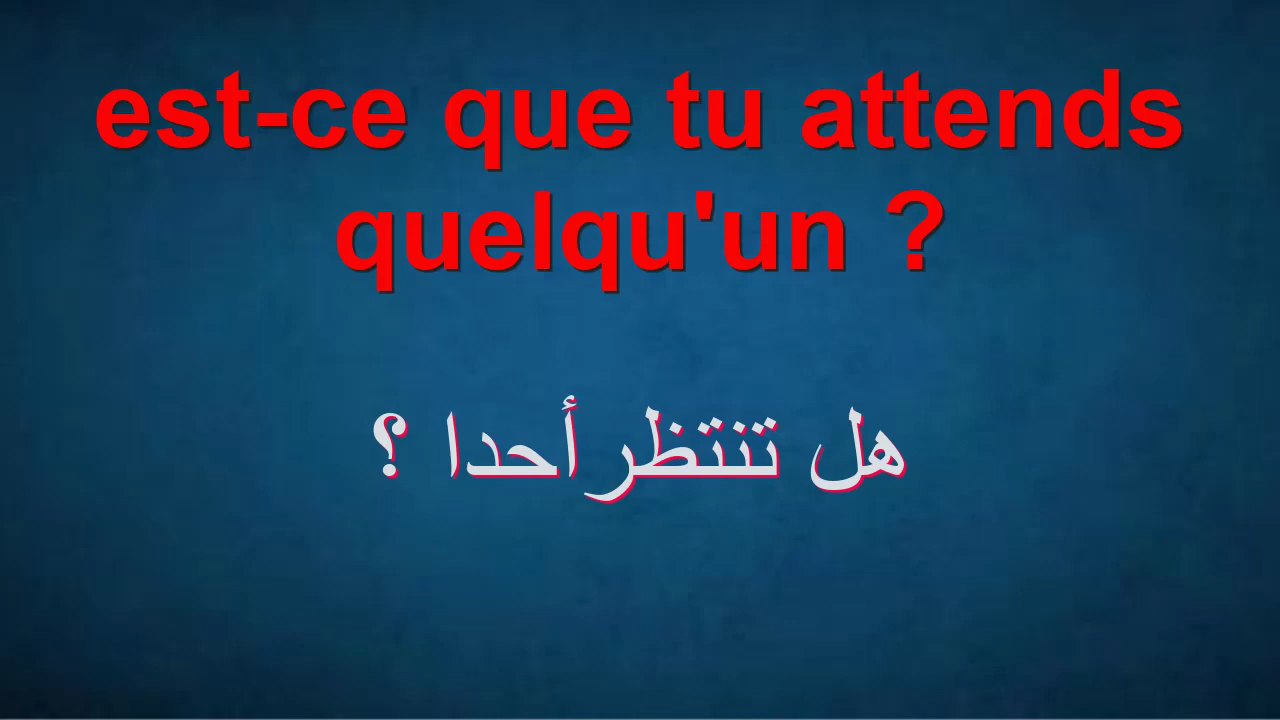 est-ce que tu attends
quelqu'un ?
هل تنتظر أحدا ؟